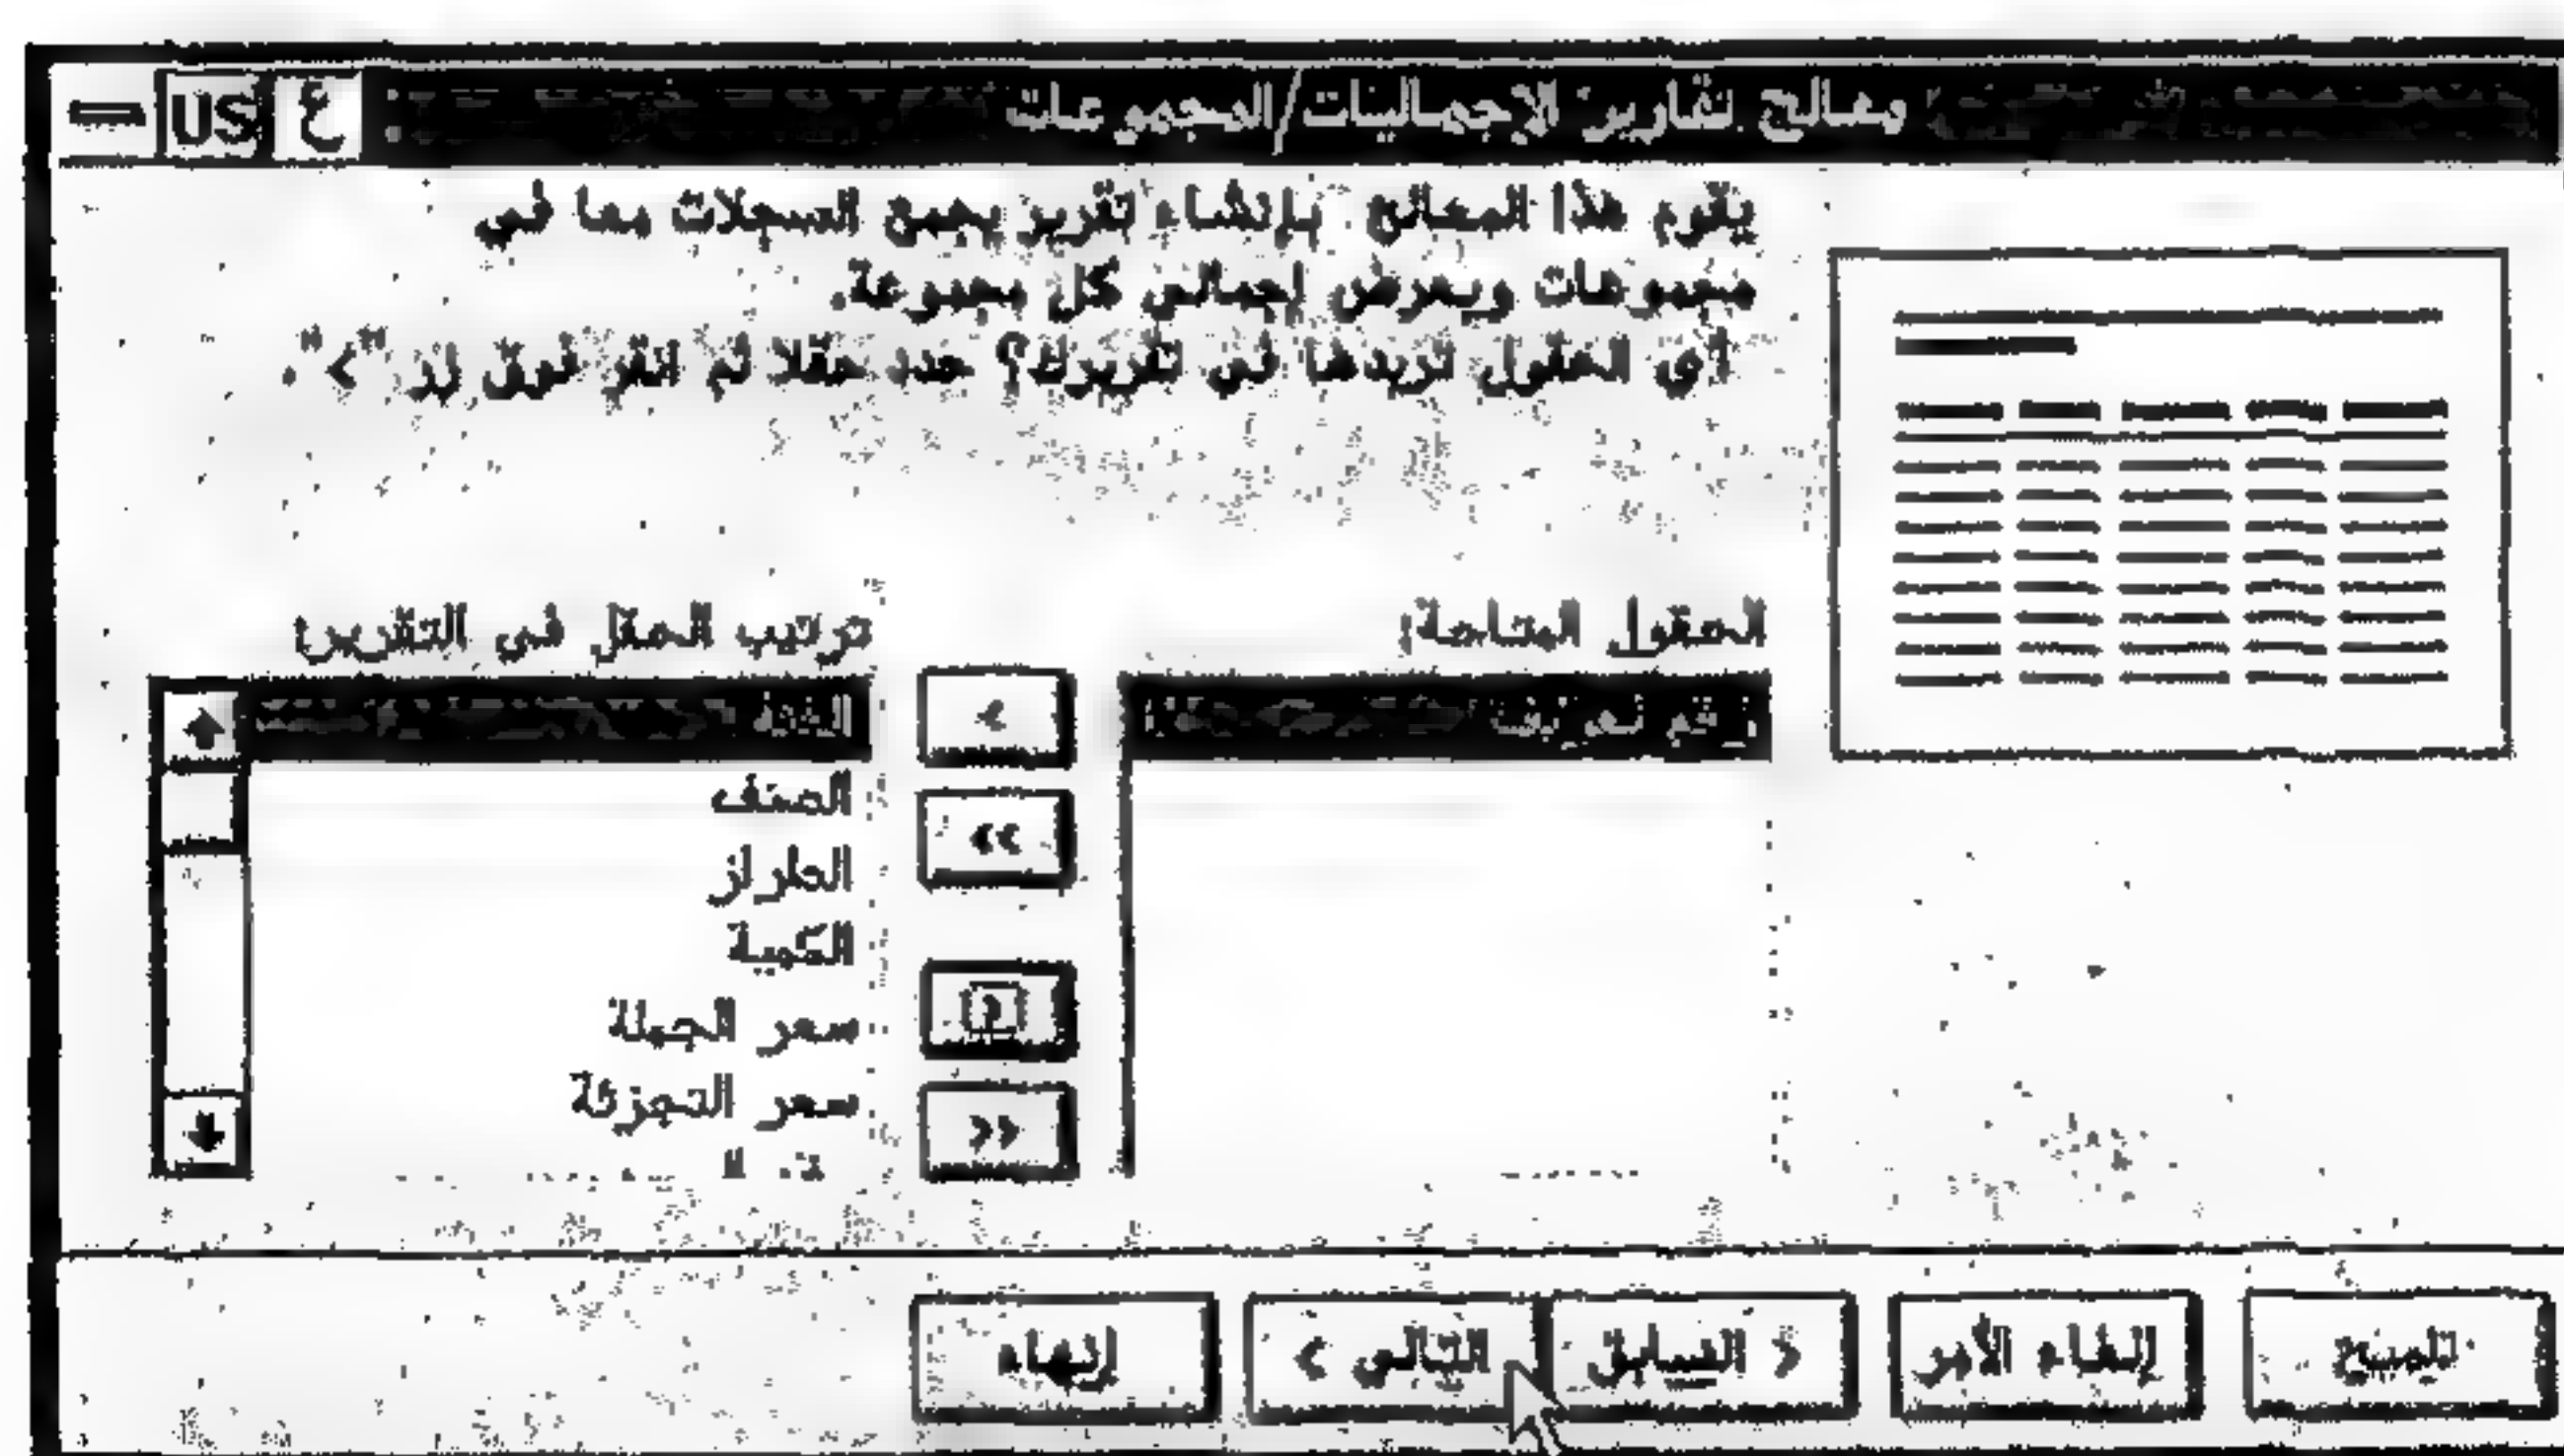 معالج تقارير الإجماليات/المجموعات
ع
US
يقوم هذا المعالج بإنشاء تقرير يجمع السجلات معا في
مجموعات ويعرض إجمالي كل مجموعة.
أي الحقول تريدها في تقريرك؟ حدد حقلا ثم انقر فوق زر "<".
الحقول المتاحة:
رقم تعريف
ترتيب الحقل في التقرير:
الفئة
الصنف
الطراز
الكمية
سعر الجملة
سعر التجزئة
تلميح
إلغاء الأمر
< السابق
التالي >
إنهاء